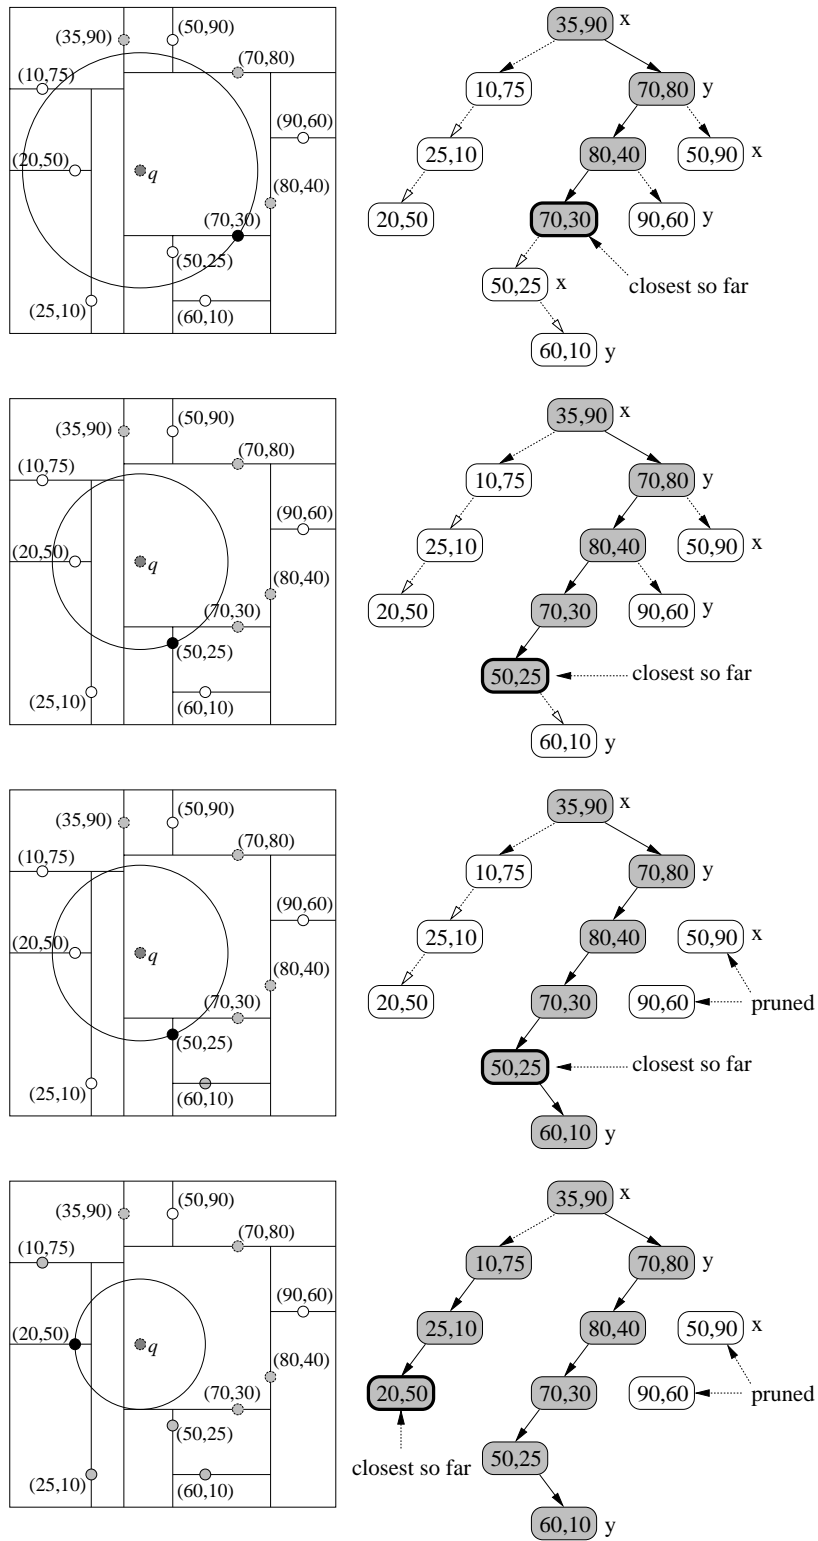 (50,90)
(35,90)
(70,80)
(10,75)
(90,60)
(20,50)
q
(80,40)
(70,30)
(50,25)
(25,10)
(60,10)
35,90 x
10,75 70,80 y
25,10 80,40 50,90 x
20,50 70,30 90,60 y
50,25 x closest so far
60,10 y
(50,90)
(35,90)
(70,80)
(10,75)
(90,60)
(20,50)
q
(80,40)
(70,30)
(50,25)
(25,10)
(60,10)
35,90 x
10,75 70,80 y
25,10 80,40 50,90 x
20,50 70,30 90,60 y
50,25 closest so far
60,10 y
(50,90)
(35,90)
(70,80)
(10,75)
(90,60)
(20,50)
q
(80,40)
(70,30)
(50,25)
(25,10)
(60,10)
35,90 x
10,75 70,80 y
25,10 80,40 50,90 x
20,50 70,30 90,60 pruned
50,25 closest so far
60,10 y
(50,90)
(35,90)
(70,80)
(10,75)
(90,60)
(20,50)
q
(80,40)
(70,30)
(50,25)
(25,10)
(60,10)
35,90 x
10,75 70,80 y
25,10 80,40 50,90 x
20,50 70,30 90,60 pruned
closest so far 50,25
60,10 y